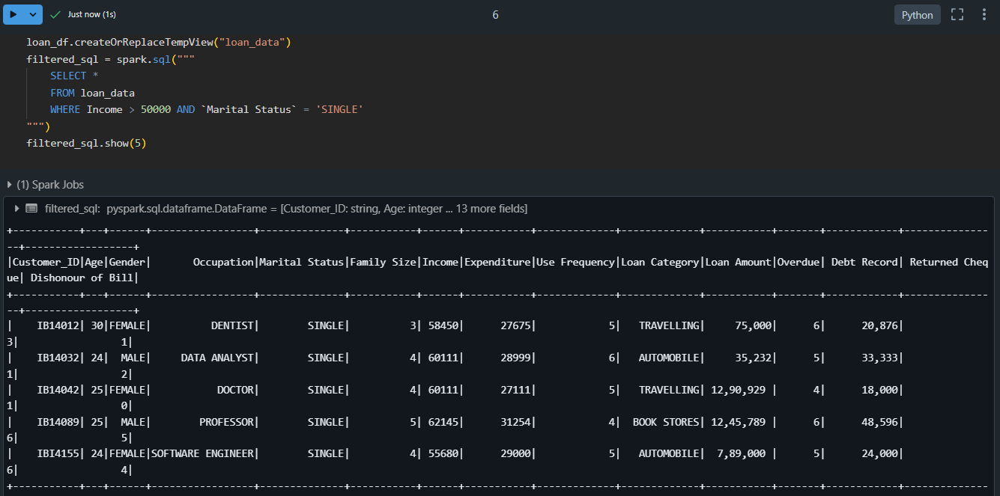 Just now (1s)
6
Python
loan_df.createOrReplaceTempView("loan_data")
filtered_sql = spark.sql("""
    SELECT *
    FROM loan_data
    WHERE Income > 50000 AND `Marital Status` = 'SINGLE'
""")
filtered_sql.show(5)
(1) Spark Jobs
filtered_sql: pyspark.sql.dataframe.DataFrame = [Customer_ID: string, Age: integer ... 13 more fields]
+-----------+---+------+-----------------+--------------+-----------+------+-----------+-------------+-------------+-----------+-------+------------+--------------
--+------------------+
|Customer_ID|Age|Gender|       Occupation|Marital Status|Family Size|Income|Expenditure|Use Frequency|Loan Category|Loan Amount|Overdue| Debt Record| Returned Cheq
ue| Dishonour of Bill|
+-----------+---+------+-----------------+--------------+-----------+------+-----------+-------------+-------------+-----------+-------+------------+--------------
--+------------------+
|    IB14012| 30|FEMALE|          DENTIST|        SINGLE|          3| 58450|      27675|            5|   TRAVELLING|     75,000|      6|      20,876|
3|                 1|
|    IB14032| 24|  MALE|     DATA ANALYST|        SINGLE|          4| 60111|      28999|            6|   AUTOMOBILE|     35,232|      5|      33,333|
1|                 2|
|    IB14042| 25|FEMALE|           DOCTOR|        SINGLE|          4| 60111|      27111|            5|   TRAVELLING| 12,90,929 |      4|      18,000|
1|                 0|
|    IB14089| 25|  MALE|        PROFESSOR|        SINGLE|          5| 62145|      31254|            4|  BOOK STORES| 12,45,789 |      6|      48,596|
6|                 5|
|    IBI4155| 24|FEMALE|SOFTWARE ENGINEER|        SINGLE|          4| 55680|      29000|            5|   AUTOMOBILE|  7,89,000 |      5|      24,000|
6|                 4|
+-----------+---+------+-----------------+--------------+-----------+------+-----------+-------------+-------------+-----------+-------+------------+--------------